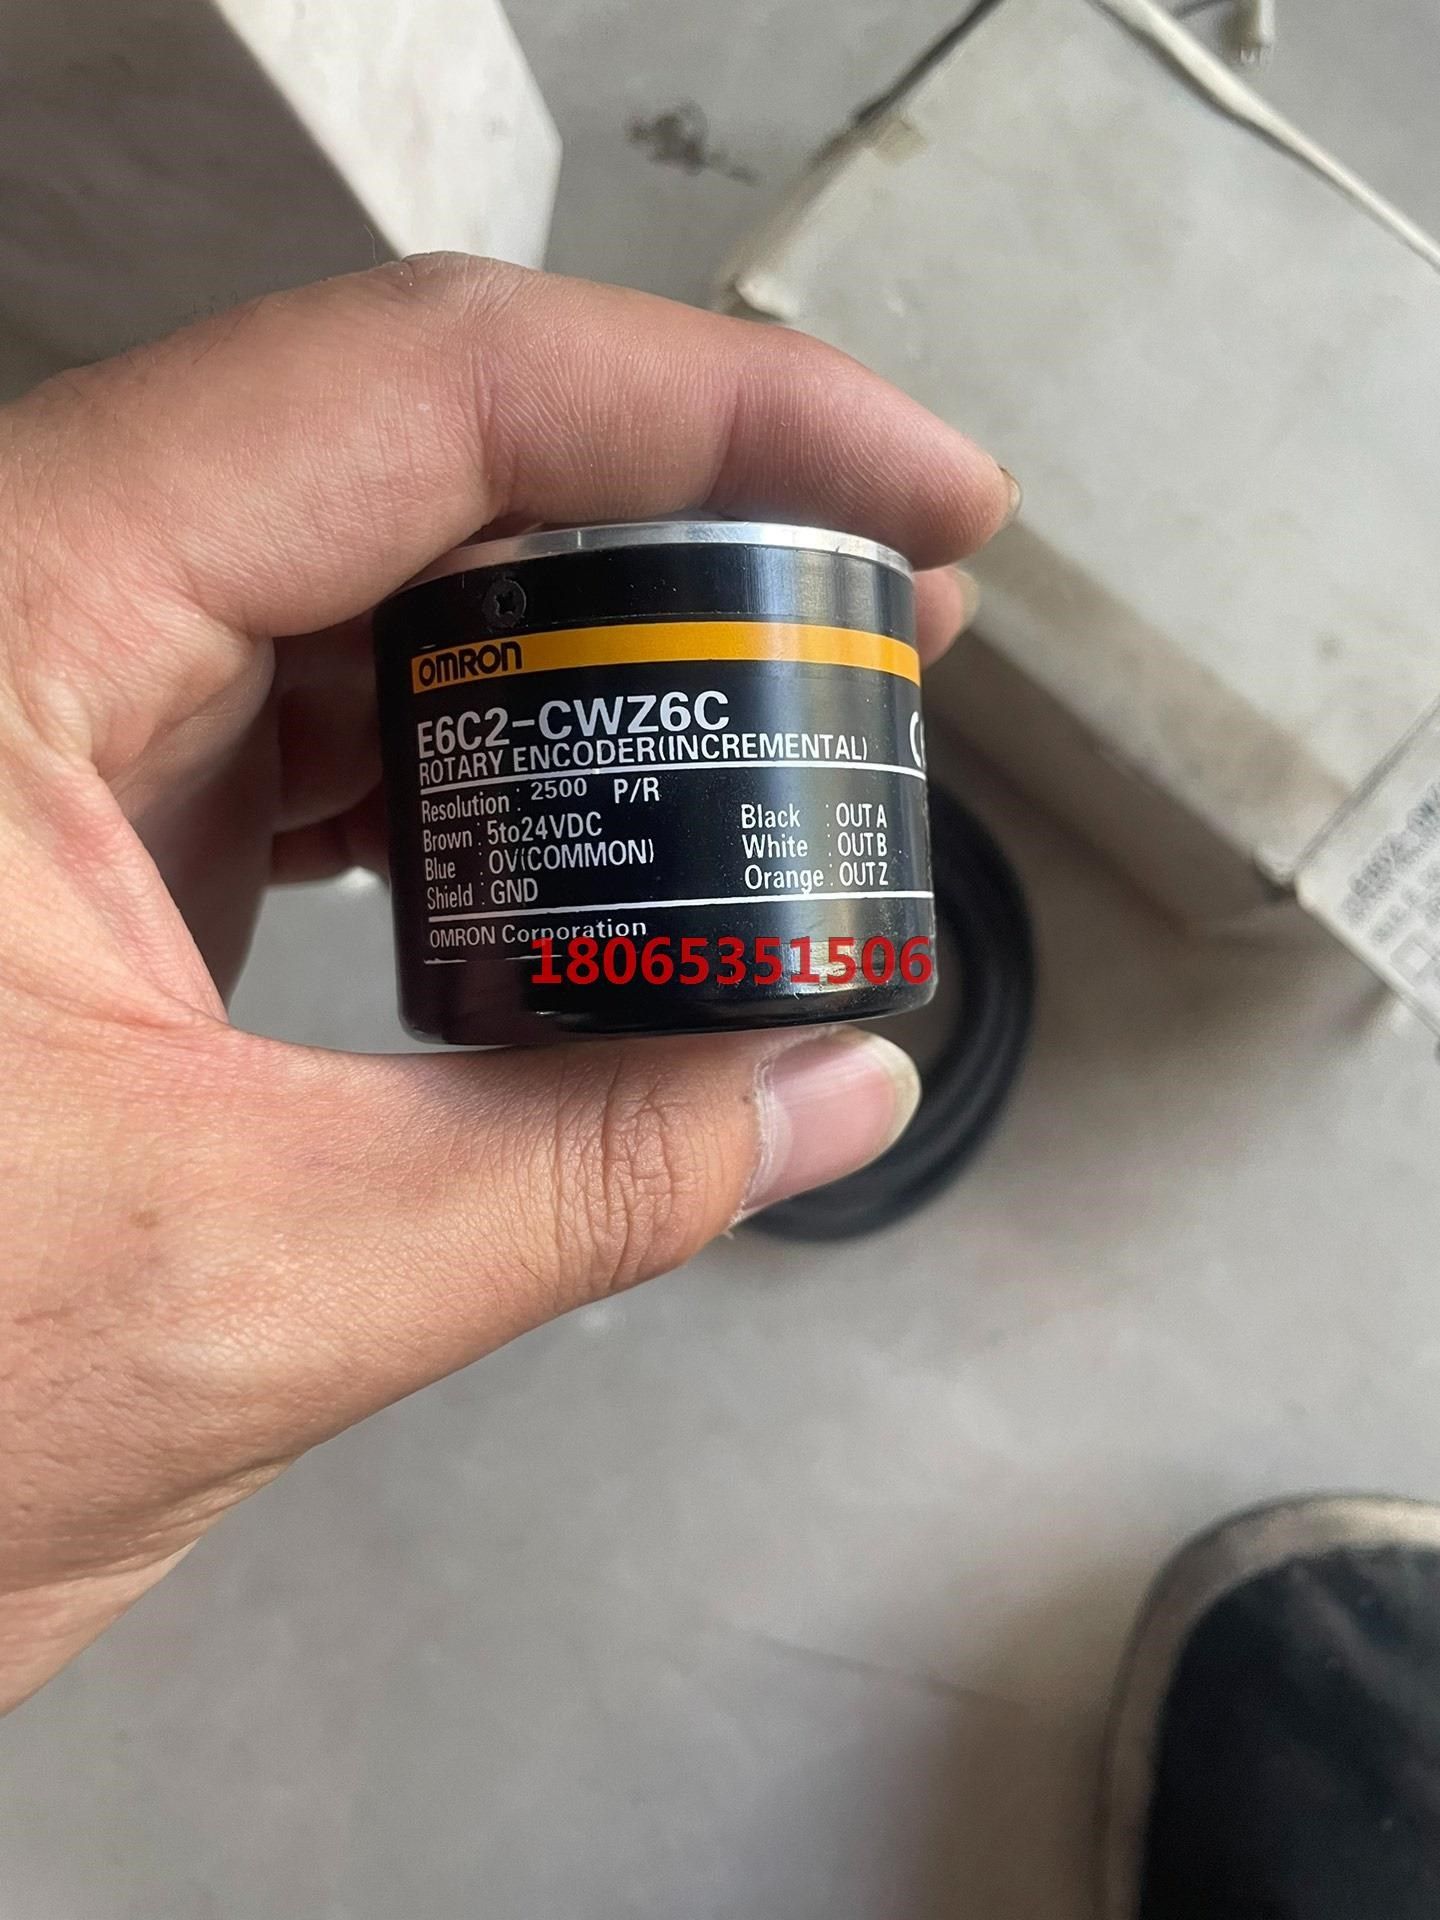 OMRON
E6C2-CWZ6C
ROTARY ENCODER(INCREMENTAL)
Resolution : 2500 P/R
Brown : 5to24VDC
Blue : 0V(COMMON)
Shield : GND
Black : OUT A
White : OUT B
Orange : OUT Z
OMRON Corporation
18065351506